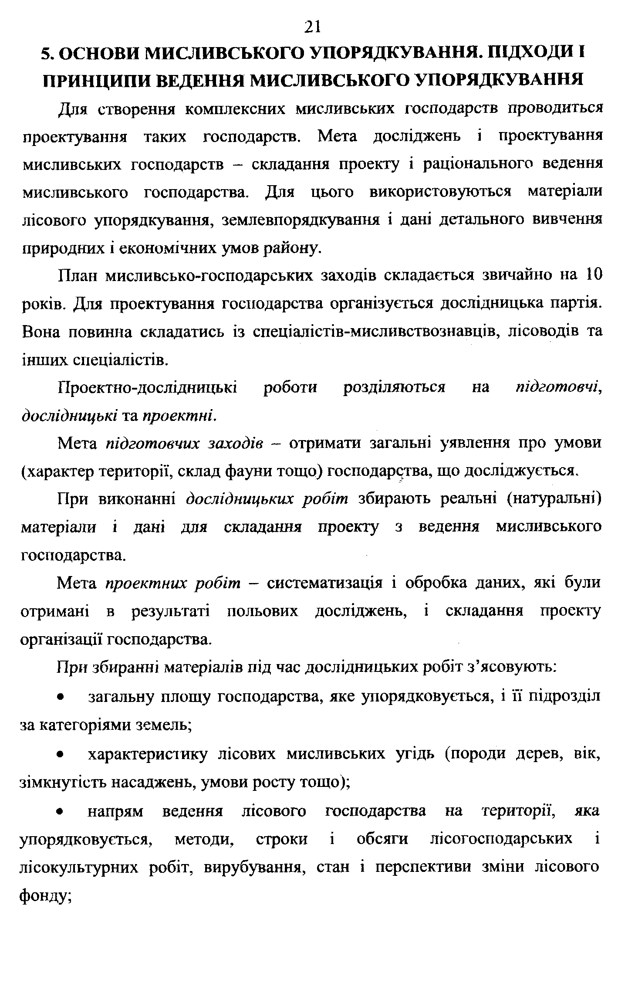 21
5. ОСНОВИ МИСЛИВСЬКОГО УПОРЯДКУВАННЯ. ПІДХОДИ І
ПРИНЦИПИ ВЕДЕННЯ МИСЛИВСЬКОГО УПОРЯДКУВАННЯ
Для створення комплексних мисливських господарств проводиться
проектування таких господарств. Мета досліджень і проектування
мисливських господарств – складання проекту і раціонального ведення
мисливського господарства. Для цього використовуються матеріали
лісового упорядкування, землевпорядкування і дані детального вивчення
природних і економічних умов району.
План мисливсько-господарських заходів складається звичайно на 10
років. Для проектування господарства організується дослідницька партія.
Вона повинна складатись із спеціалістів-мисливствознавців, лісоводів та
інших спеціалістів.
Проектно-дослідницькі роботи розділяються на підготовчі,
дослідницькі та проектні.
Мета підготовчих заходів – отримати загальні уявлення про умови
(характер території, склад фауни тощо) господарства, що досліджується.
При виконанні дослідницьких робіт збирають реальні (натуральні)
матеріали і дані для складання проекту з ведення мисливського
господарства.
Мета проектних робіт – систематизація і обробка даних, які були
отримані в результаті польових досліджень, і складання проекту
організації господарства.
При збиранні матеріалів під час дослідницьких робіт з’ясовують:
• загальну площу господарства, яке упорядковується, і її підрозділ
за категоріями земель;
• характеристику лісових мисливських угідь (породи дерев, вік,
зімкнутість насаджень, умови росту тощо);
• напрям ведення лісового господарства на території, яка
упорядковується, методи, строки і обсяги лісогосподарських і
лісокультурних робіт, вирубування, стан і перспективи зміни лісового
фонду;